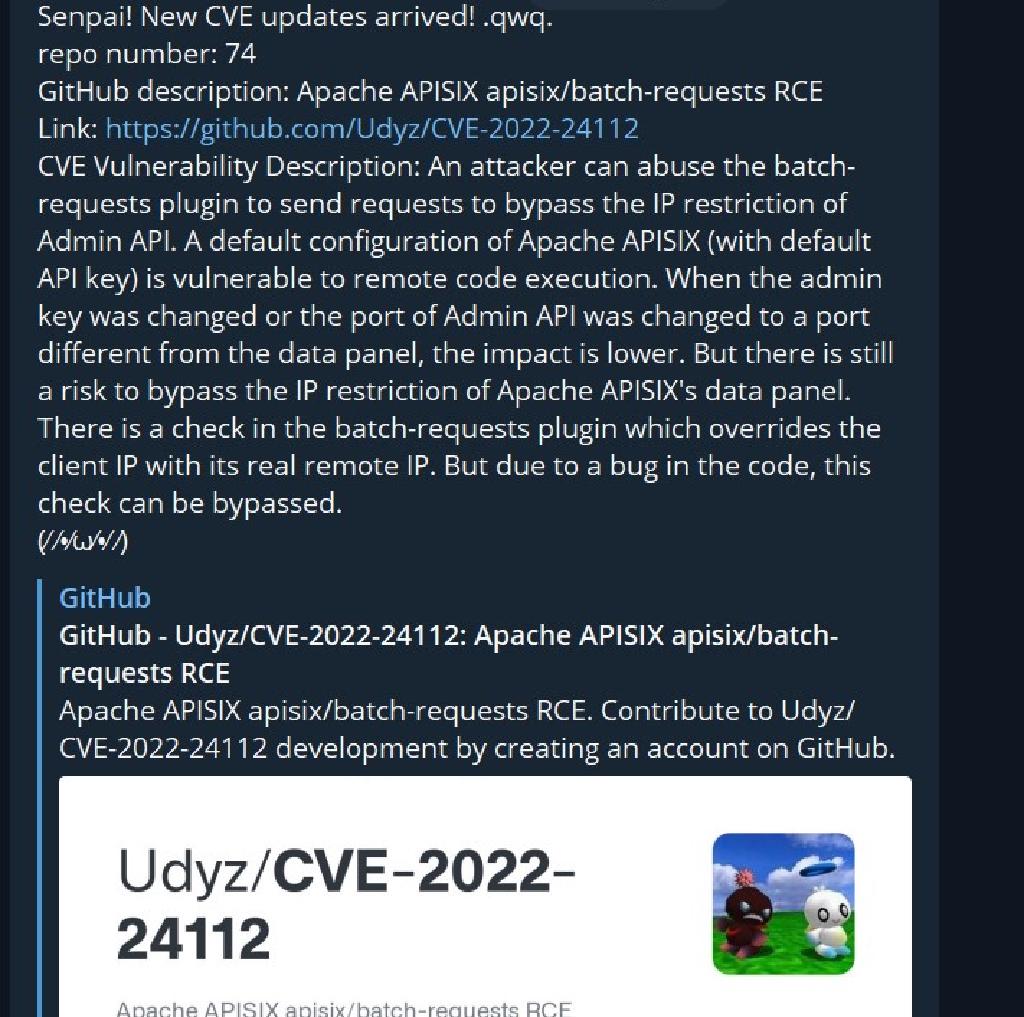 Senpai! New CVE updates arrived! .qwq.
repo number: 74
GitHub description: Apache APISIX apisix/batch-requests RCE
Link: https://github.com/Udyz/CVE-2022-24112
CVE Vulnerability Description: An attacker can abuse the batch-
requests plugin to send requests to bypass the IP restriction of
Admin API. A default configuration of Apache APISIX (with default
API key) is vulnerable to remote code execution. When the admin
key was changed or the port of Admin API was changed to a port
different from the data panel, the impact is lower. But there is still
a risk to bypass the IP restriction of Apache APISIX's data panel.
There is a check in the batch-requests plugin which overrides the
client IP with its real remote IP. But due to a bug in the code, this
check can be bypassed.
GitHub
GitHub - Udyz/CVE-2022-24112: Apache APISIX apisix/batch-
requests RCE
Apache APISIX apisix/batch-requests RCE. Contribute to Udyz/
CVE-2022-24112 development by creating an account on GitHub.
Udyz/CVE-2022-
24112
Apache APISIX apisix/batch-requests RCE